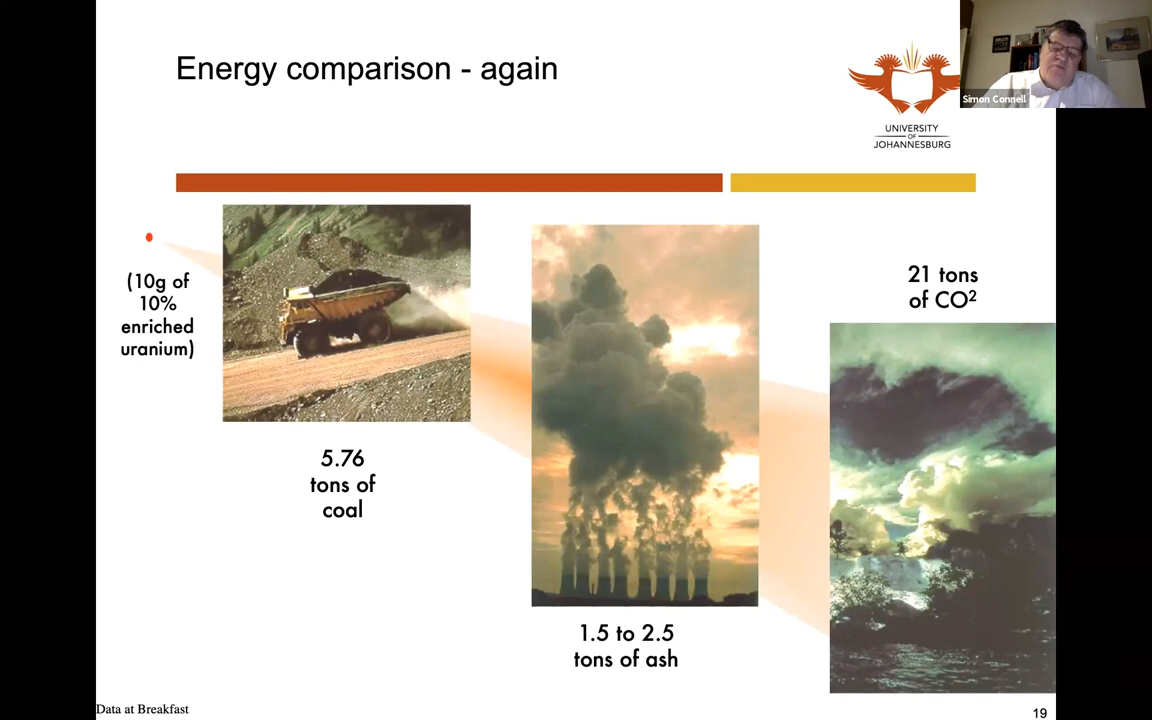 Energy comparison - again
UNIVERSITY
OF
JOHANNESBURG
Simon Connell
(10g of
10%
enriched
uranium)
5.76
tons of
coal
1.5 to 2.5
tons of ash
21 tons
of CO²
Data at Breakfast
19